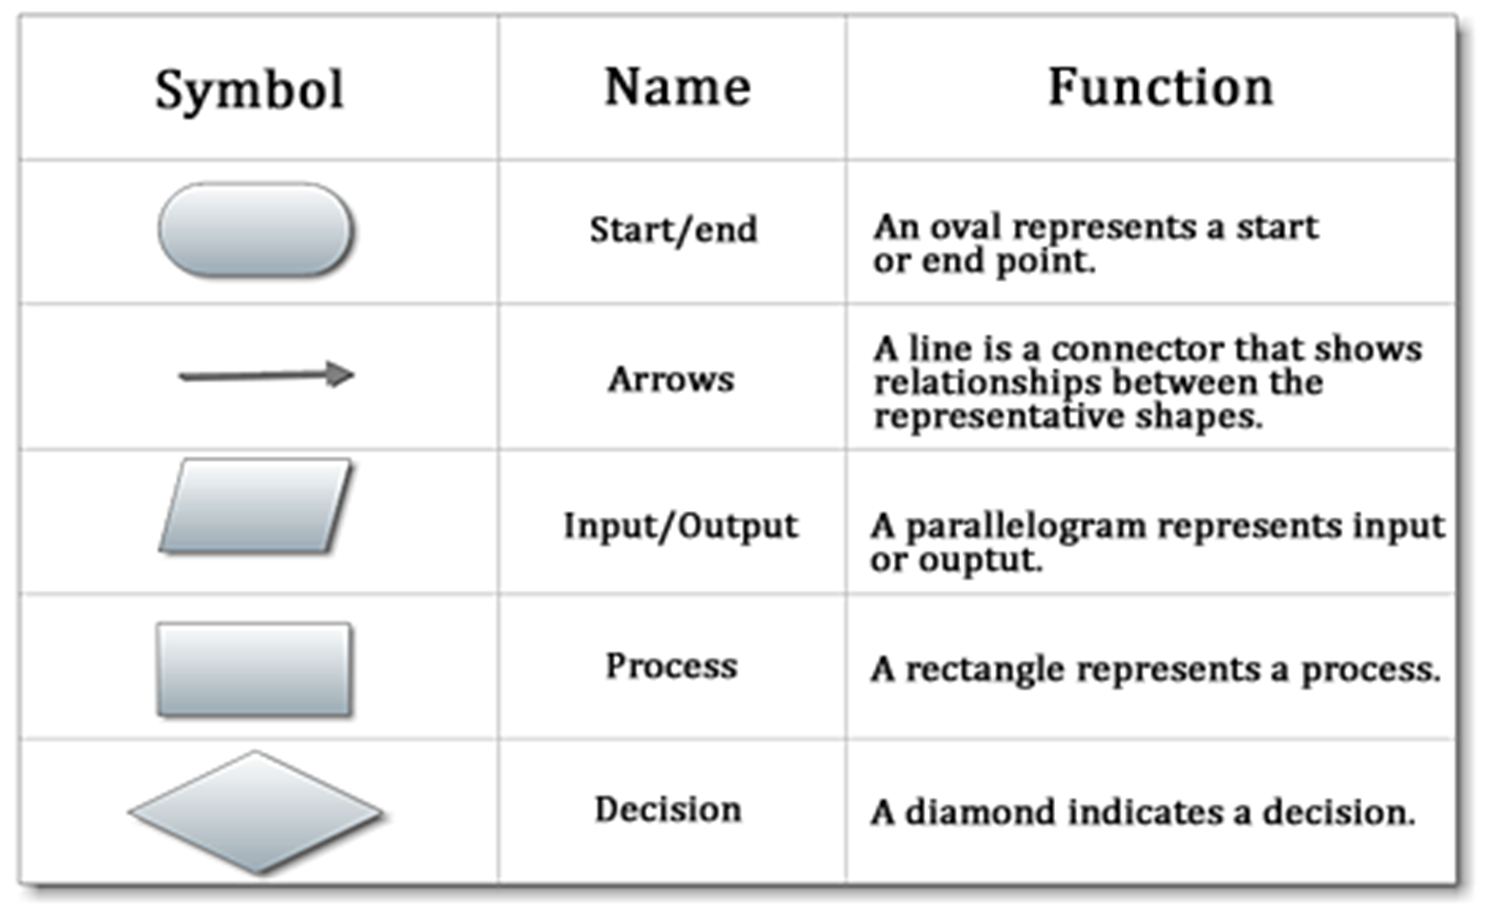 Symbol
Name
Function
Start/end
An oval represents a start
or end point.
Arrows
A line is a connector that shows
relationships between the
representative shapes.
Input/Output
A parallelogram represents input
or ouptut.
Process
A rectangle represents a process.
Decision
A diamond indicates a decision.